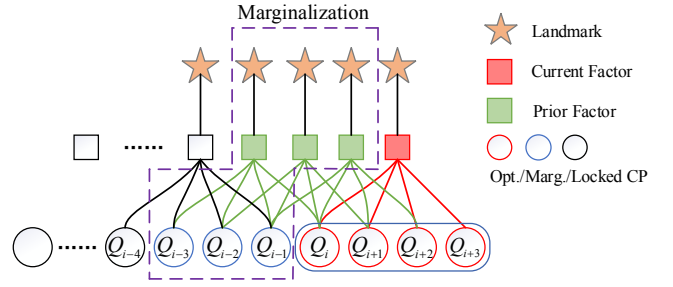 Marginalization
Landmark
Current Factor
Prior Factor
Opt./Marg./Locked CP
......
......
Q_{i-4} Q_{i-3} Q_{i-2} Q_{i-1} Q_i Q_{i+1} Q_{i+2} Q_{i+3}